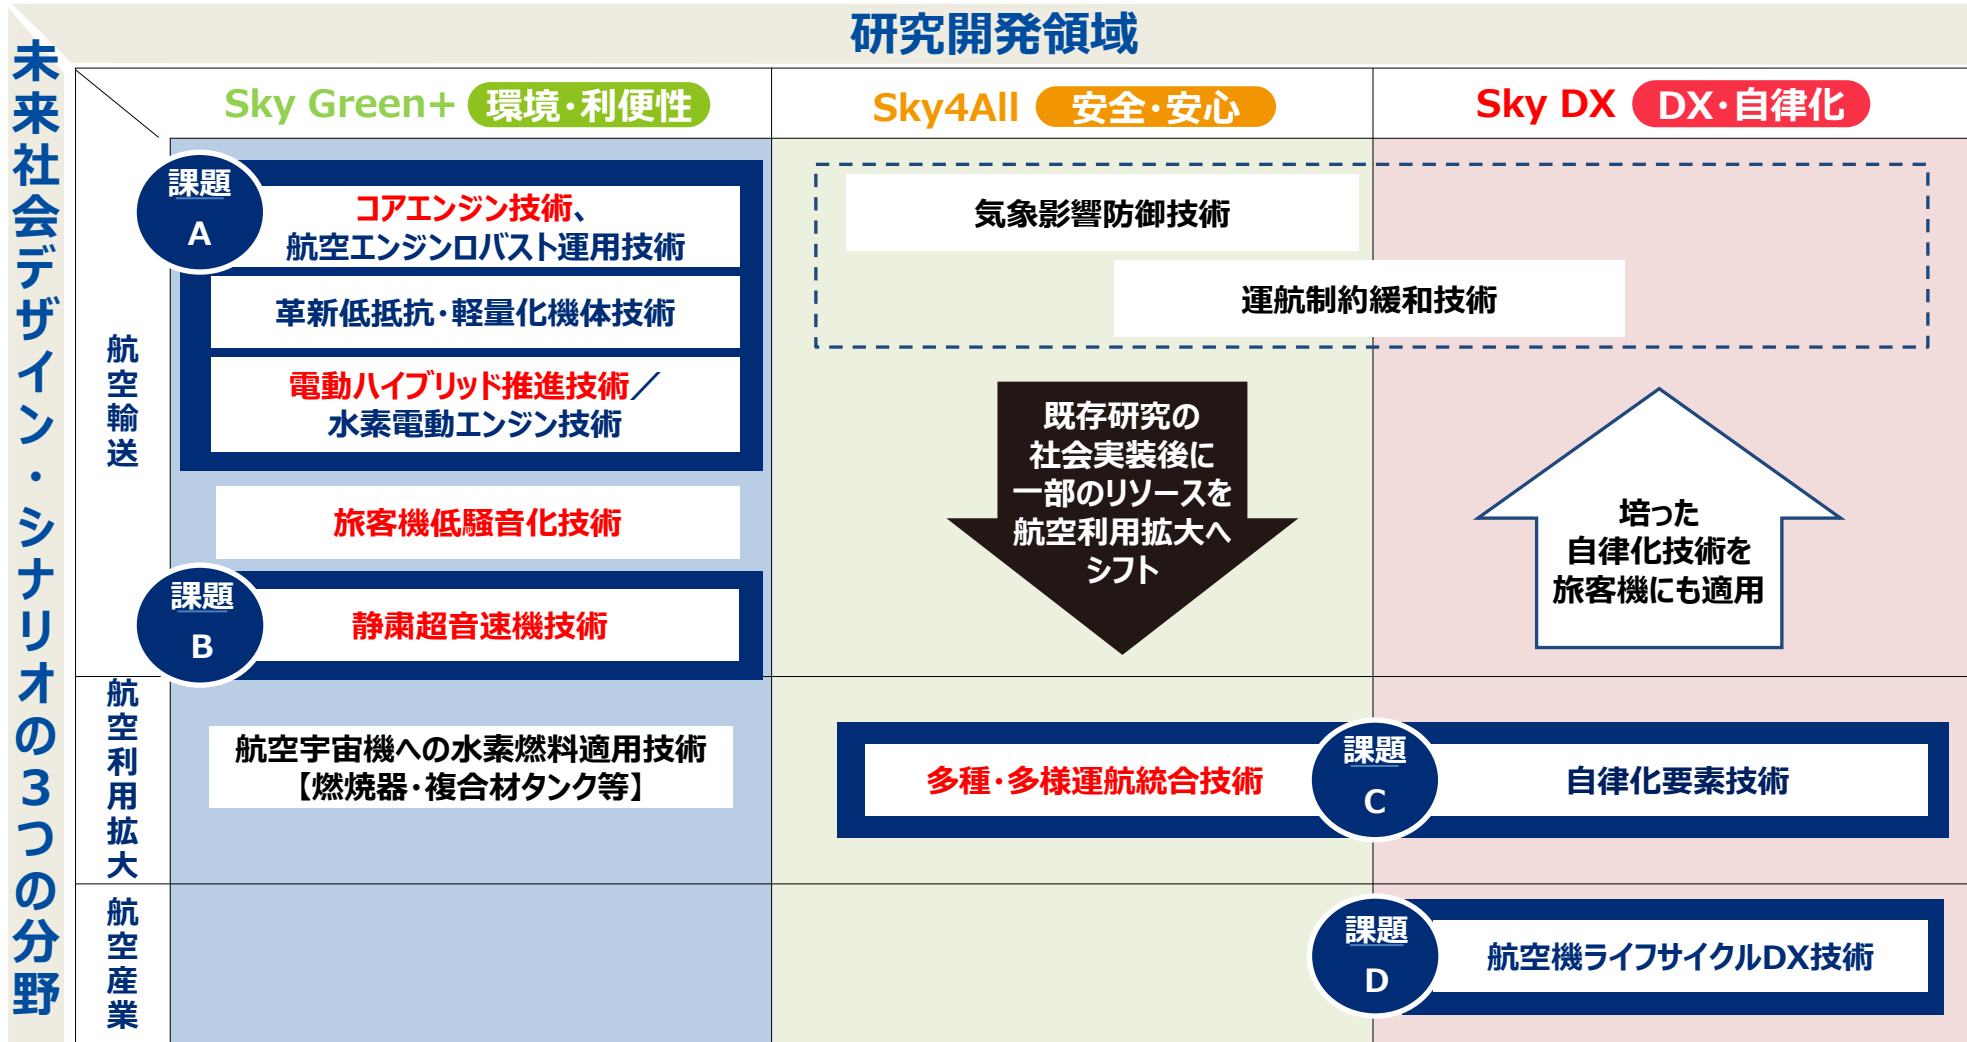 研究開発領域
未来社会デザイン・シナリオの3つの分野
Sky Green+ 環境・利便性
Sky4All 安全・安心
Sky DX DX・自律化
航空輸送
課題
A
コアエンジン技術、
航空エンジンロバスト運用技術
革新低抵抗・軽量化機体技術
電動ハイブリッド推進技術／
水素電動エンジン技術
旅客機低騒音化技術
課題
B
静粛超音速機技術
気象影響防御技術
運航制約緩和技術
既存研究の
社会実装後に
一部のリソースを
航空利用拡大へ
シフト
培った
自律化技術を
旅客機にも適用
航空利用拡大
航空宇宙機への水素燃料適用技術
【燃焼器・複合材タンク等】
多種・多様運航統合技術
課題
C
自律化要素技術
航空産業
課題
D
航空機ライフサイクルDX技術